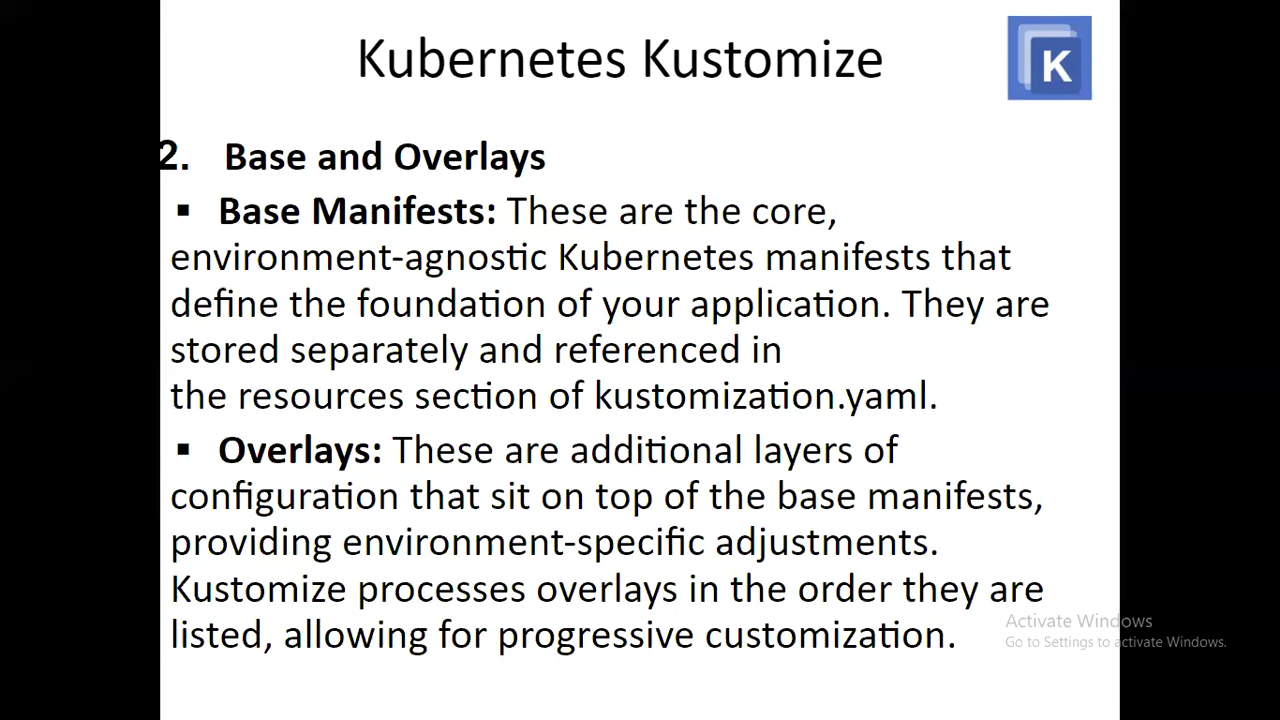 Kubernetes Kustomize
K
2. Base and Overlays
▪ Base Manifests: These are the core,
environment-agnostic Kubernetes manifests that
define the foundation of your application. They are
stored separately and referenced in
the resources section of kustomization.yaml.
▪ Overlays: These are additional layers of
configuration that sit on top of the base manifests,
providing environment-specific adjustments.
Kustomize processes overlays in the order they are
listed, allowing for progressive customization.
Activate Windows
Go to Settings to activate Windows.